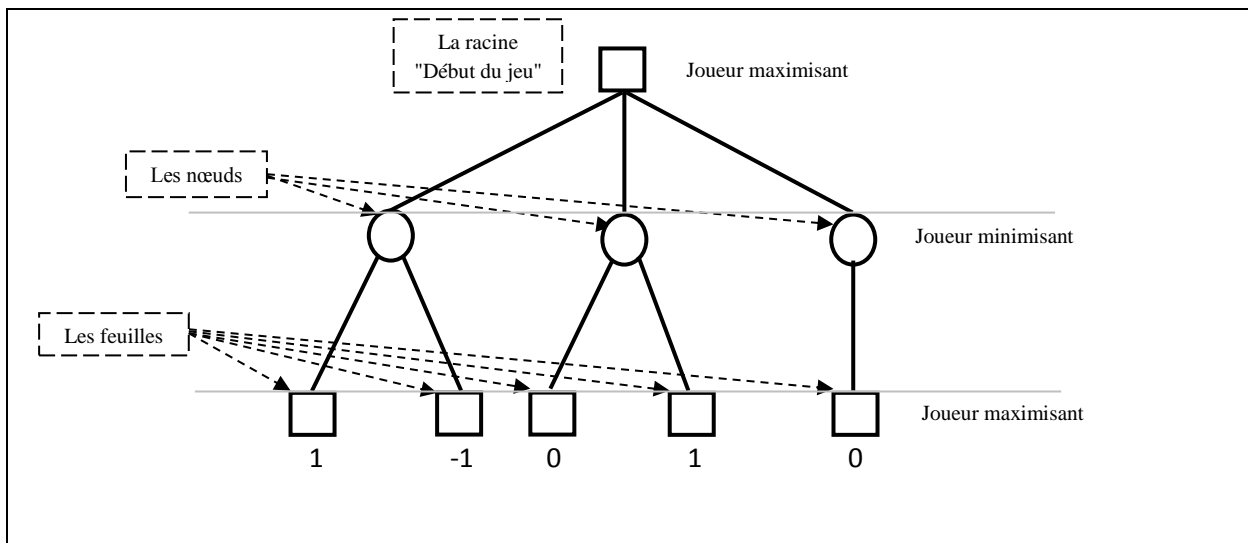 La racine
"Début du jeu"
Joueur maximisant
Les nœuds
Joueur minimisant
Les feuilles
Joueur maximisant
1 -1 0 1 0